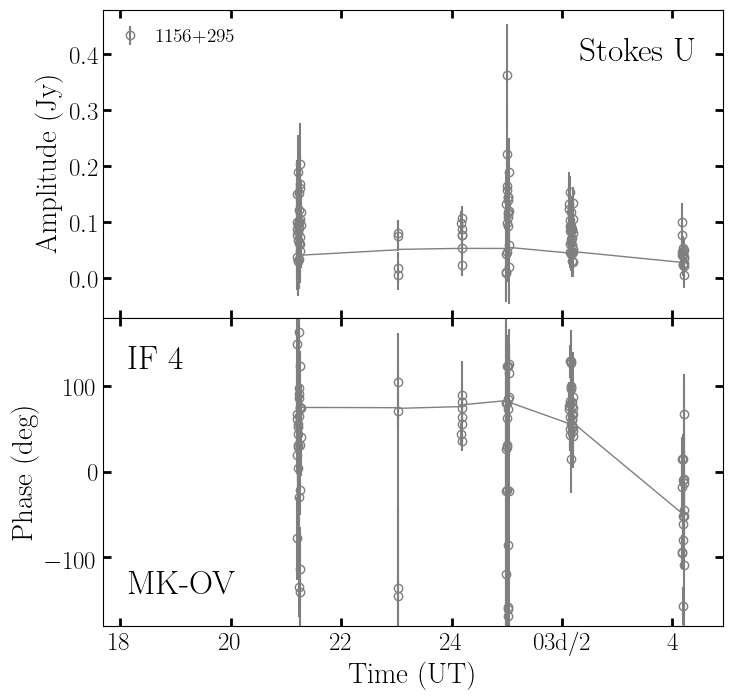 1156+295
Stokes U
Amplitude (Jy)
0.4
0.3
0.2
0.1
0.0
IF 4
MK-OV
Phase (deg)
100
0
−100
18 20 22 24 03d/2 4
Time (UT)